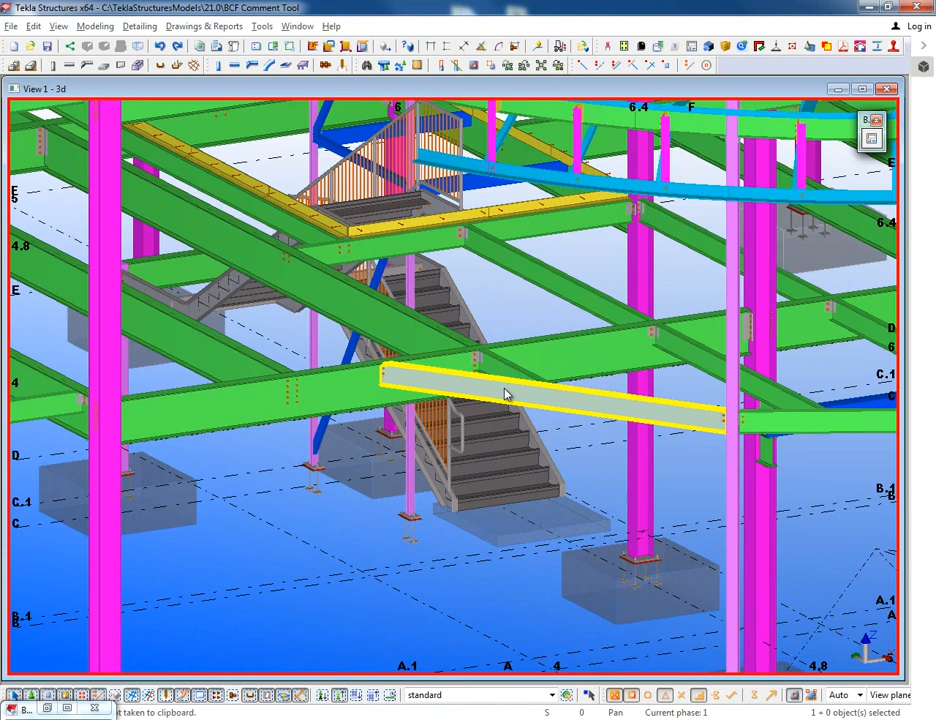 Tekla Structures x64 - C:\TeklaStructuresModels\21.0\BCF Comment Tool
File Edit View Modeling Detailing Drawings & Reports Tools Window Help
Log in
View 1 - 3d
6
6.4 F
B..
E
E
5
6.4
4.8
E
D
6
C.1
C
4
D
C.1
C
B.1
B
B.1
B
A.1
A
A.1 A 4 4.8
Z
6
standard
Auto
View plane
B...
t taken to clipboard.
S 0 Pan Current phase: 1 1 + 0 object(s) selected